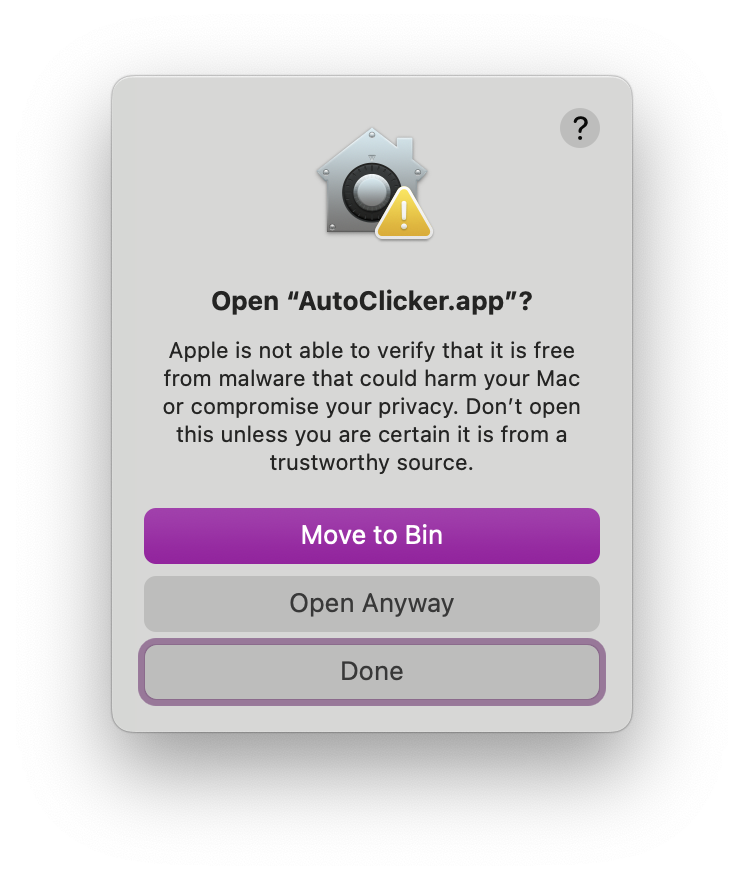 ?
Open “AutoClicker.app”?
Apple is not able to verify that it is free
from malware that could harm your Mac
or compromise your privacy. Don’t open
this unless you are certain it is from a
trustworthy source.
Move to Bin
Open Anyway
Done